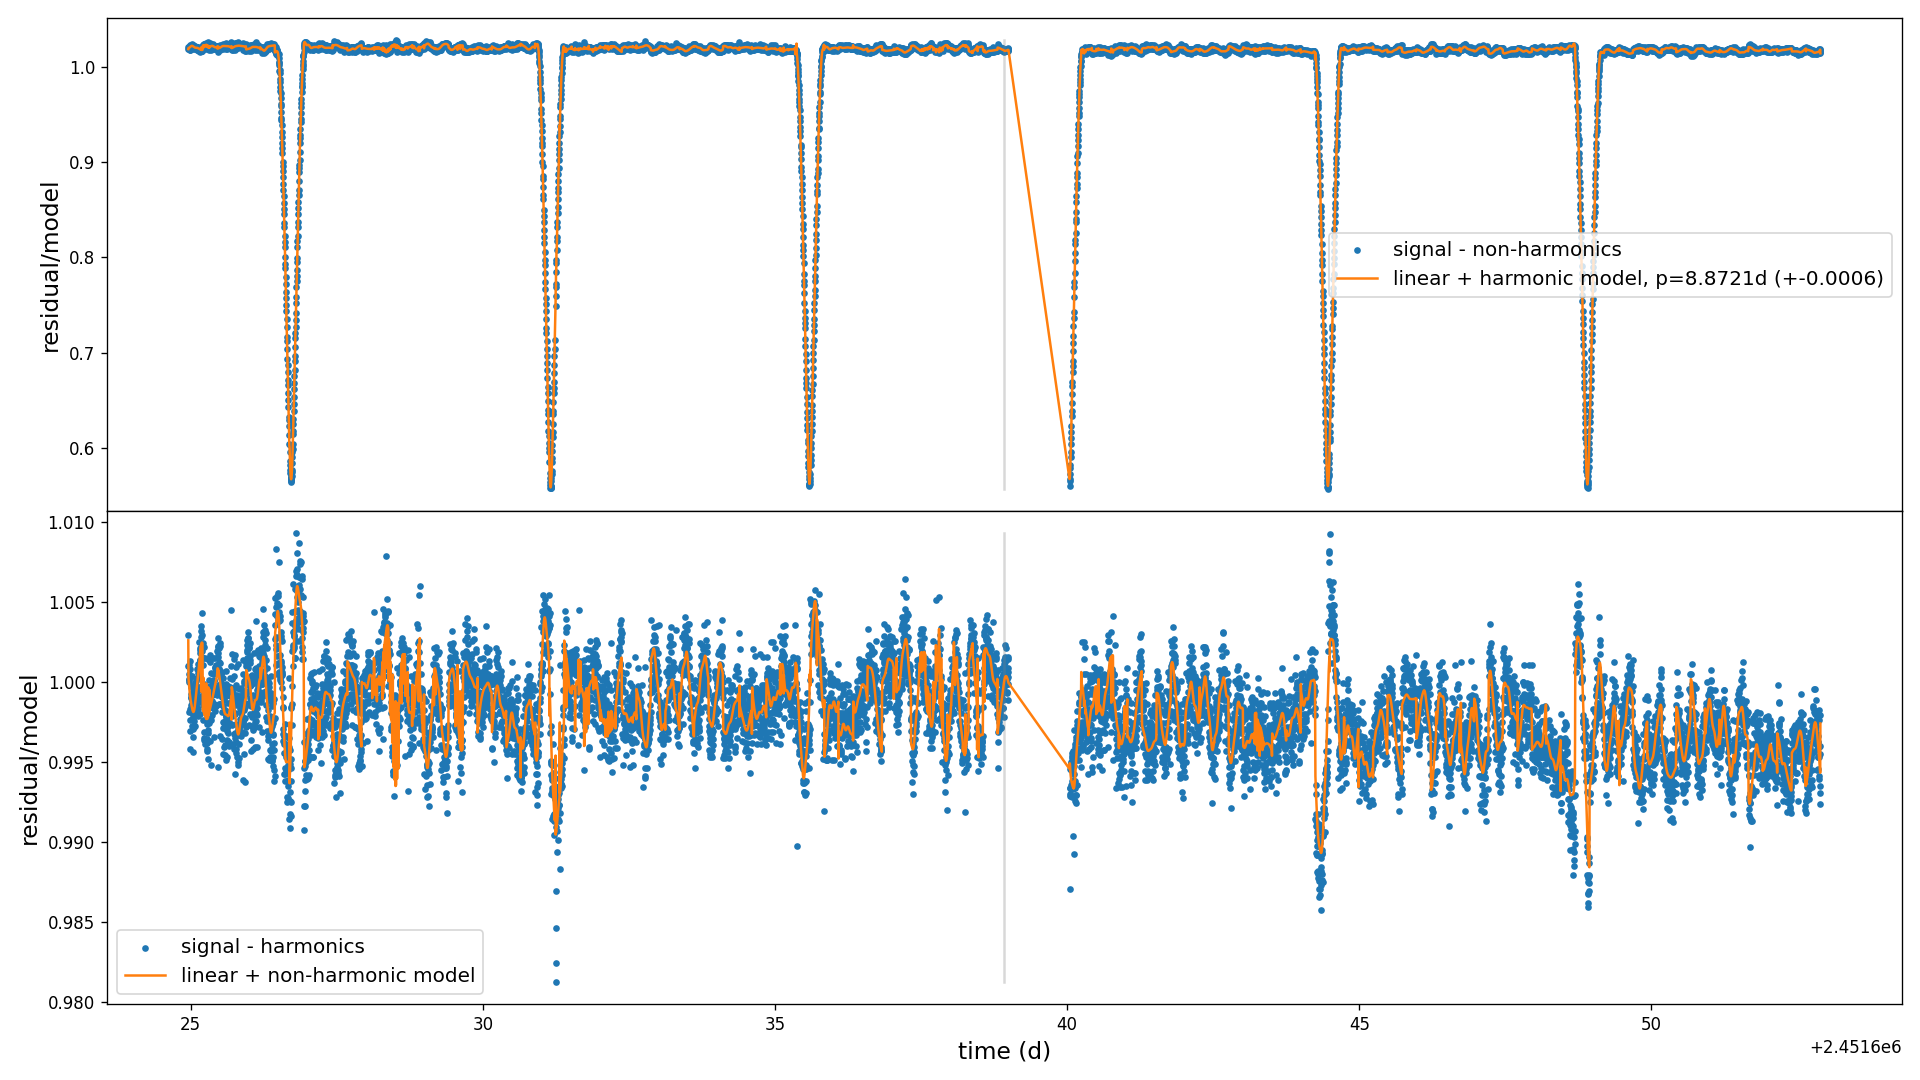 residual/model
1.0
0.9
0.8
0.7
0.6
signal - non-harmonics
linear + harmonic model, p=8.8721d (+-0.0006)
residual/model
1.010
1.005
1.000
0.995
0.990
0.985
0.980
signal - harmonics
linear + non-harmonic model
25 30 35 40 45 50
time (d)
+2.4516e6